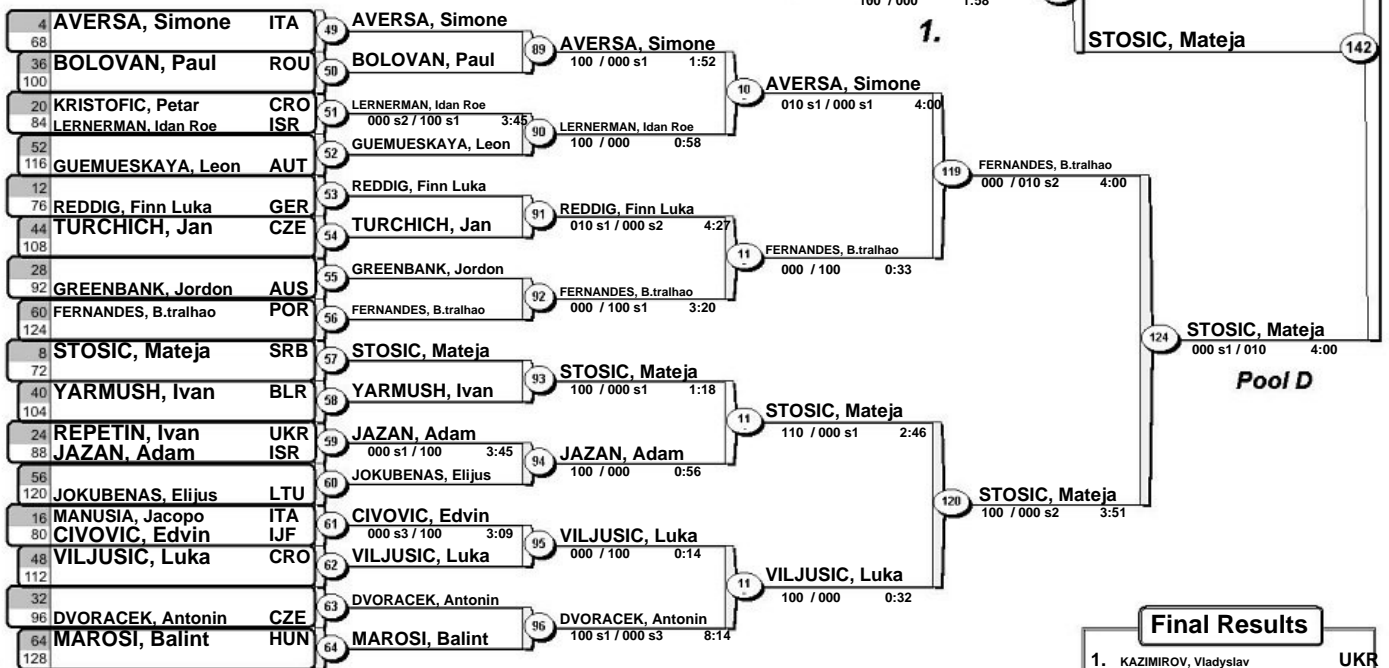 100 / 000 1:58
1.
STOSIC, Mateja
142
4 AVERSA, Simone ITA
68
36 BOLOVAN, Paul ROU
100
20 KRISTOFIC, Petar CRO
84 LERNERMAN, Idan Roe ISR
52
116 GUEMUESKAYA, Leon AUT
12
76 REDDIG, Finn Luka GER
44 TURCHICH, Jan CZE
108
28
92 GREENBANK, Jordon AUS
60 FERNANDES, B.tralhao POR
124
8 STOSIC, Mateja SRB
72
40 YARMUSH, Ivan BLR
104
24 REPETIN, Ivan UKR
88 JAZAN, Adam ISR
56
120 JOKUBENAS, Elijus LTU
16 MANUSIA, Jacopo ITA
80 CIVOVIC, Edvin IJF
48 VILJUSIC, Luka CRO
112
32
96 DVORACEK, Antonin CZE
64 MAROSI, Balint HUN
128
49 AVERSA, Simone
50 BOLOVAN, Paul
51 LERNERMAN, Idan Roe
000 s2 / 100 s1 3:45
52 GUEMUESKAYA, Leon
53 REDDIG, Finn Luka
54 TURCHICH, Jan
55 GREENBANK, Jordon
56 FERNANDES, B.tralhao
57 STOSIC, Mateja
58 YARMUSH, Ivan
59 JAZAN, Adam
000 s1 / 100 3:45
60 JOKUBENAS, Elijus
61 CIVOVIC, Edvin
000 s3 / 100 3:09
62 VILJUSIC, Luka
63 DVORACEK, Antonin
64 MAROSI, Balint
89 AVERSA, Simone
100 / 000 s1 1:52
90 LERNERMAN, Idan Roe
100 / 000 0:58
91 REDDIG, Finn Luka
010 s1 / 000 s2 4:27
92 FERNANDES, B.tralhao
000 / 100 s1 3:20
93 STOSIC, Mateja
100 / 000 s1 1:18
94 JAZAN, Adam
100 / 000 0:56
95 VILJUSIC, Luka
000 / 100 0:14
96 DVORACEK, Antonin
100 s1 / 000 s3 8:14
10 AVERSA, Simone
010 s1 / 000 s1 4:00
11 FERNANDES, B.tralhao
000 / 100 0:33
11 STOSIC, Mateja
110 / 000 s1 2:46
11 VILJUSIC, Luka
100 / 000 0:32
119 FERNANDES, B.tralhao
000 / 010 s2 4:00
120 STOSIC, Mateja
100 / 000 s2 3:51
124 STOSIC, Mateja
000 s1 / 010 4:00
Pool D
Final Results
1. KAZIMIROV, Vladyslav UKR